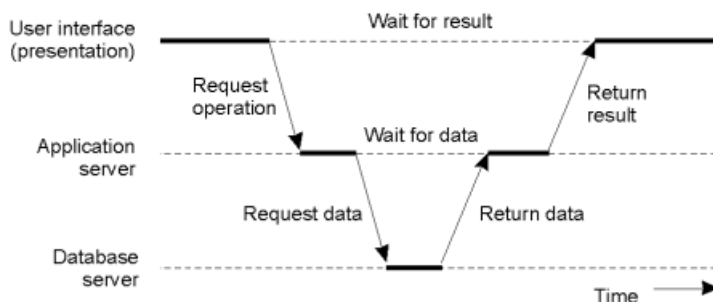 User interface
(presentation)
Wait for result
Request
operation
Return
result
Application
server
Wait for data
Request data
Return data
Database
server
Time